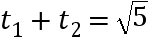 t₁ + t₂ = √5